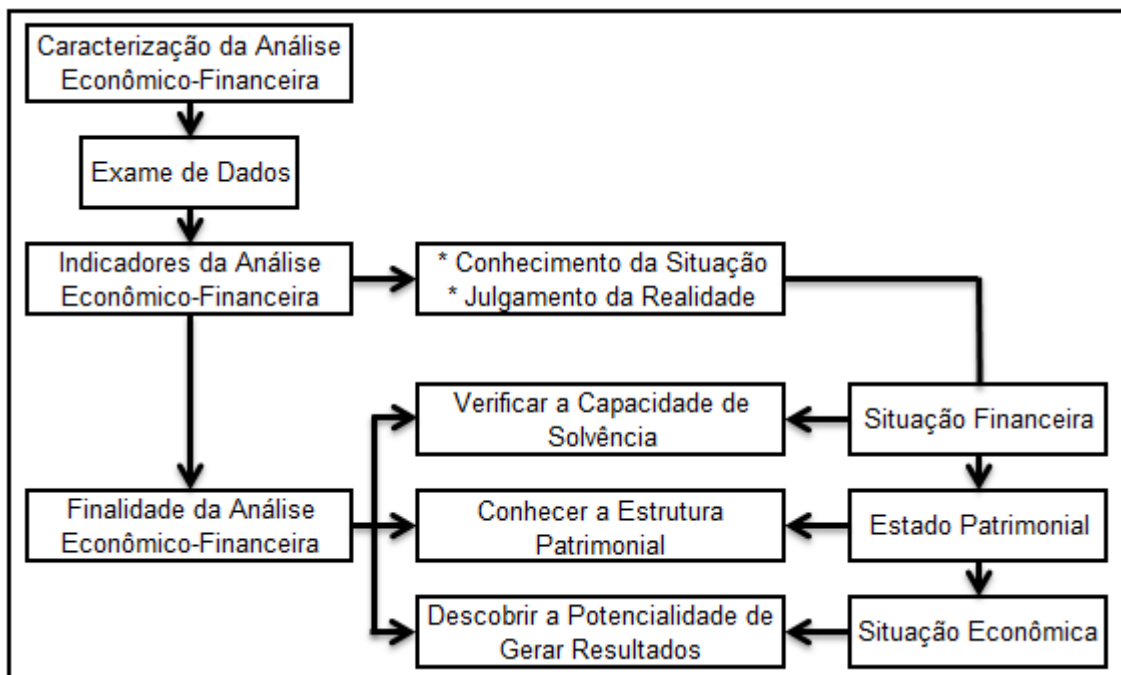 Caracterização da Análise
Econômico-Financeira
Exame de Dados
Indicadores da Análise
Econômico-Financeira
* Conhecimento da Situação
* Julgamento da Realidade
Verificar a Capacidade de
Solvência
Situação Financeira
Finalidade da Análise
Econômico-Financeira
Conhecer a Estrutura
Patrimonial
Estado Patrimonial
Descobrir a Potencialidade de
Gerar Resultados
Situação Econômica